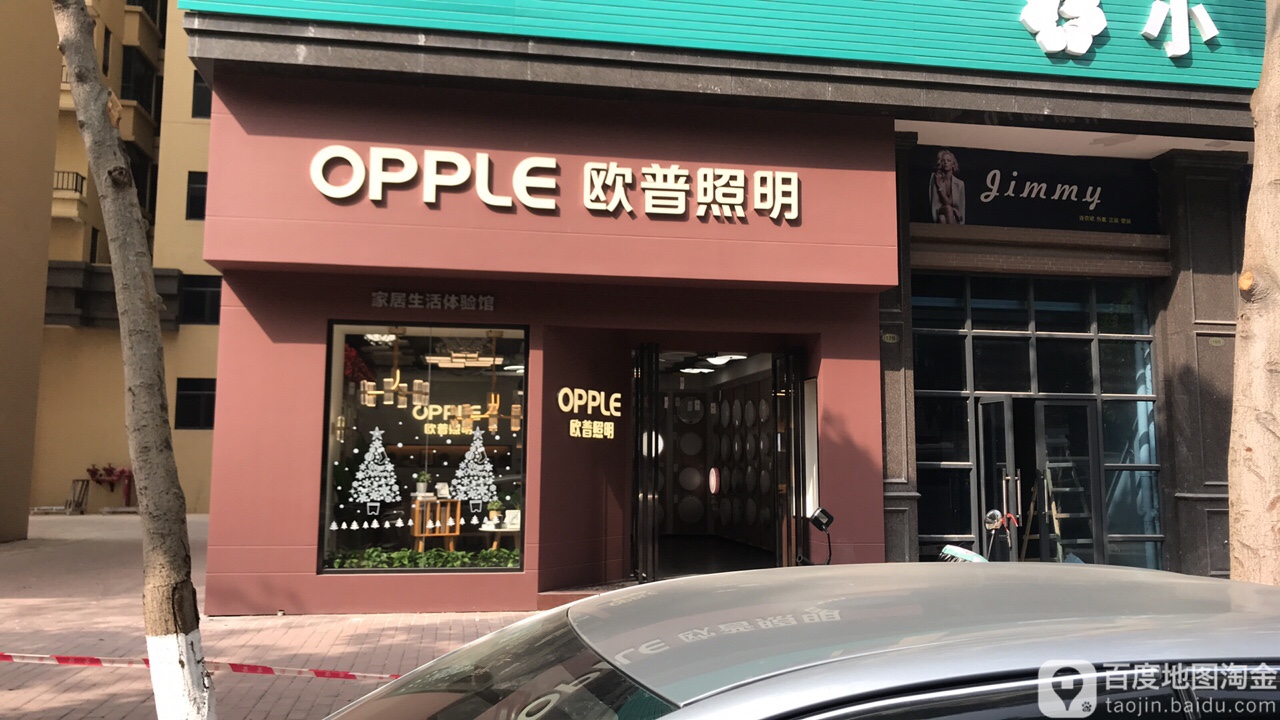 小
OPPLE 欧普照明
Jimmy
家居生活体验馆
OPPLE
欧普照明
OPPLE
欧普照明
百度地图淘金
taojin.baidu.com